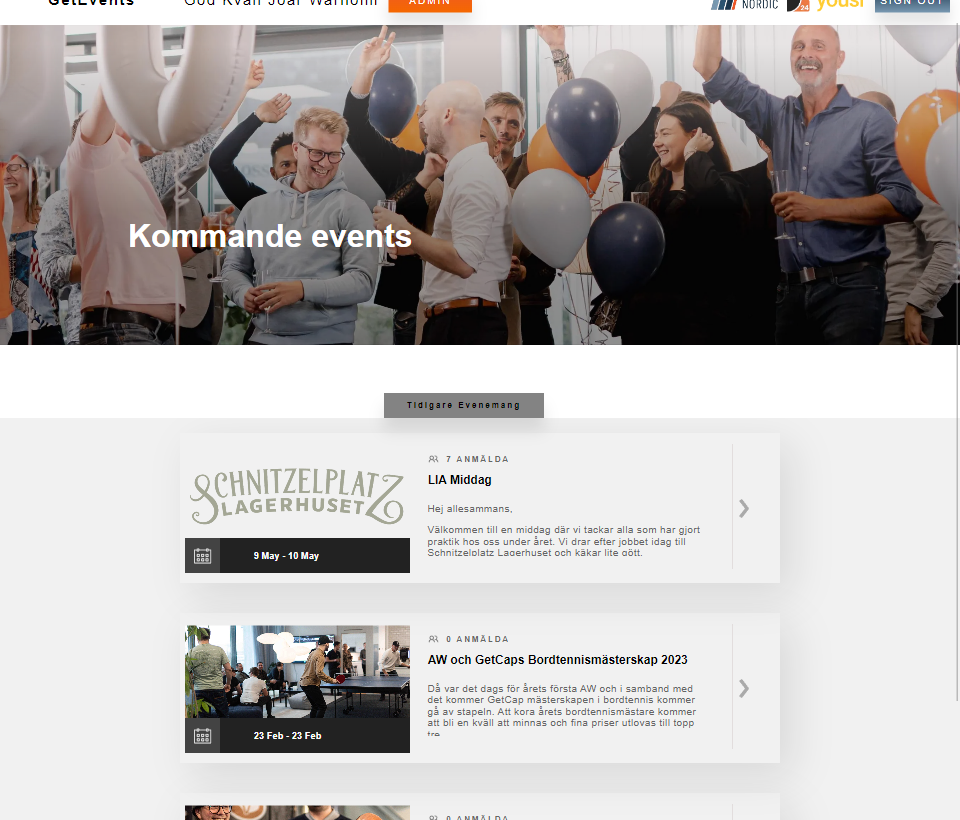 GetEvents
God Kväll Joar Warholm
ADMIN
NORDIC
24
yousi
SIGN OUT
Kommande events
Tidigare Evenemang
SCHNITZELPLATZ
LAGERHUSET
9 May - 10 May
7 ANMÄLDA
LIA Middag
Hej allesammans,
Välkommen till en middag där vi tackar alla som har gjort
praktik hos oss under året. Vi drar efter jobbet idag till
Schnitzelplatz Lagerhuset och käkar lite gött.
23 Feb - 23 Feb
0 ANMÄLDA
AW och GetCaps Bordtennismästerskap 2023
Då var det dags för årets första AW och i samband med
det kommer GetCap mästerskapen i bordtennis kommer
gå av stapeln. Att kora årets bordtennismästare kommer
att bli en kväll att minnas och fina priser utlovas till topp
tre
0 ANMÄLDA